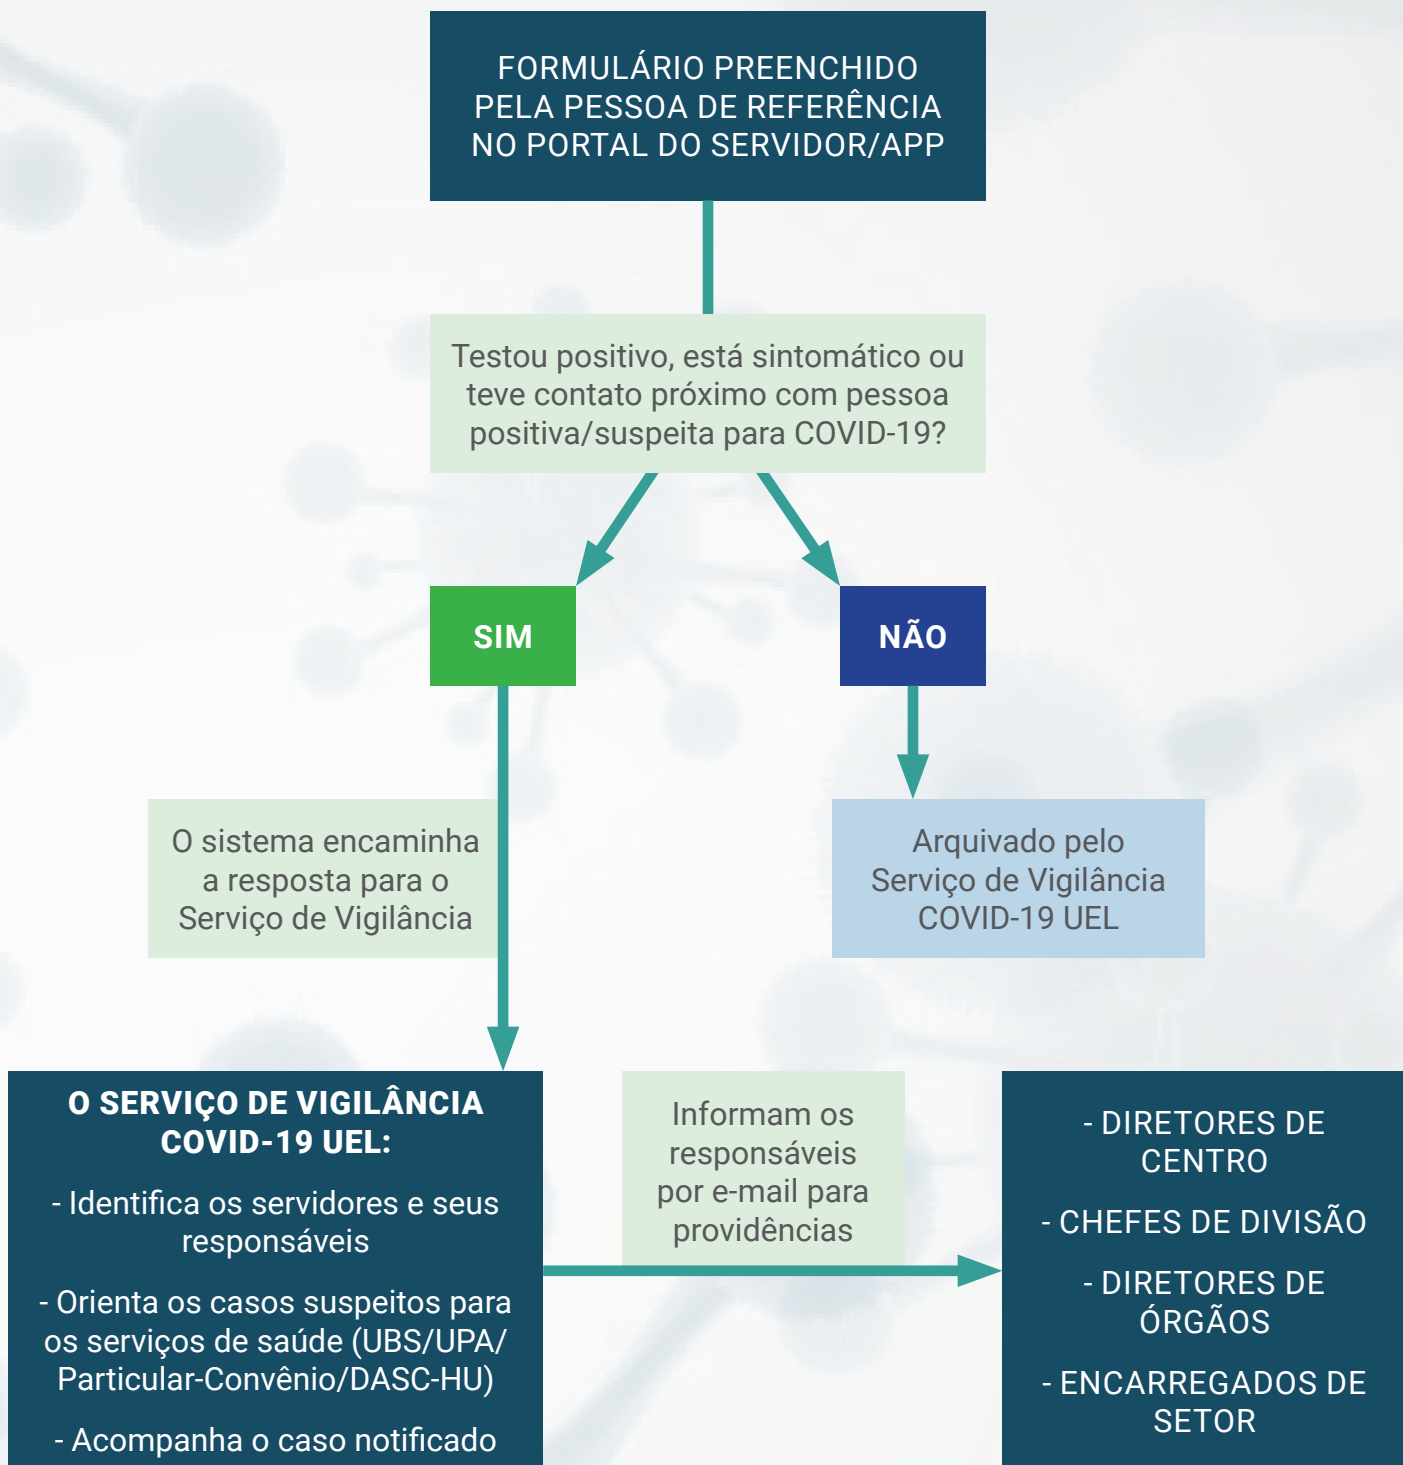 FORMULÁRIO PREENCHIDO
PELA PESSOA DE REFERÊNCIA
NO PORTAL DO SERVIDOR/APP
Testou positivo, está sintomático ou
teve contato próximo com pessoa
positiva/suspeita para COVID-19?
SIM
NÃO
O sistema encaminha
a resposta para o
Serviço de Vigilância
Arquivado pelo
Serviço de Vigilância
COVID-19 UEL
O SERVIÇO DE VIGILÂNCIA
COVID-19 UEL:
- Identifica os servidores e seus
responsáveis
- Orienta os casos suspeitos para
os serviços de saúde (UBS/UPA/
Particular-Convênio/DASC-HU)
- Acompanha o caso notificado
Informam os
responsáveis
por e-mail para
providências
- DIRETORES DE
CENTRO
- CHEFES DE DIVISÃO
- DIRETORES DE
ÓRGÃOS
- ENCARREGADOS DE
SETOR